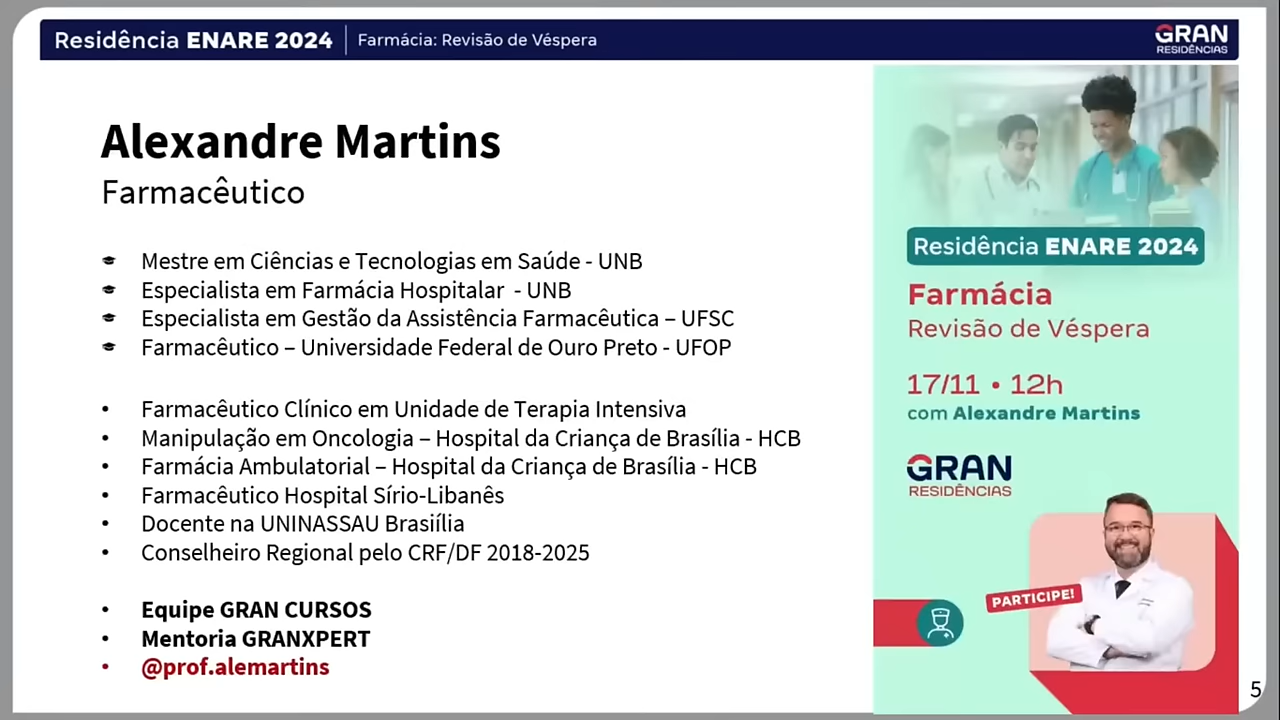 Residência ENARE 2024 | Farmácia: Revisão de Véspera
GRAN
RESIDÊNCIAS
Alexandre Martins
Farmacêutico
Mestre em Ciências e Tecnologias em Saúde - UNB
Especialista em Farmácia Hospitalar - UNB
Especialista em Gestão da Assistência Farmacêutica – UFSC
Farmacêutico – Universidade Federal de Ouro Preto - UFOP
• Farmacêutico Clínico em Unidade de Terapia Intensiva
• Manipulação em Oncologia – Hospital da Criança de Brasília - HCB
• Farmácia Ambulatorial – Hospital da Criança de Brasília - HCB
• Farmacêutico Hospital Sírio-Libanês
• Docente na UNINASSAU Brasiília
• Conselheiro Regional pelo CRF/DF 2018-2025
• Equipe GRAN CURSOS
• Mentoria GRANXPERT
• @prof.alemartins
Residência ENARE 2024
Farmácia
Revisão de Véspera
17/11 • 12h
com Alexandre Martins
GRAN
RESIDÊNCIAS
PARTICIPE!
5